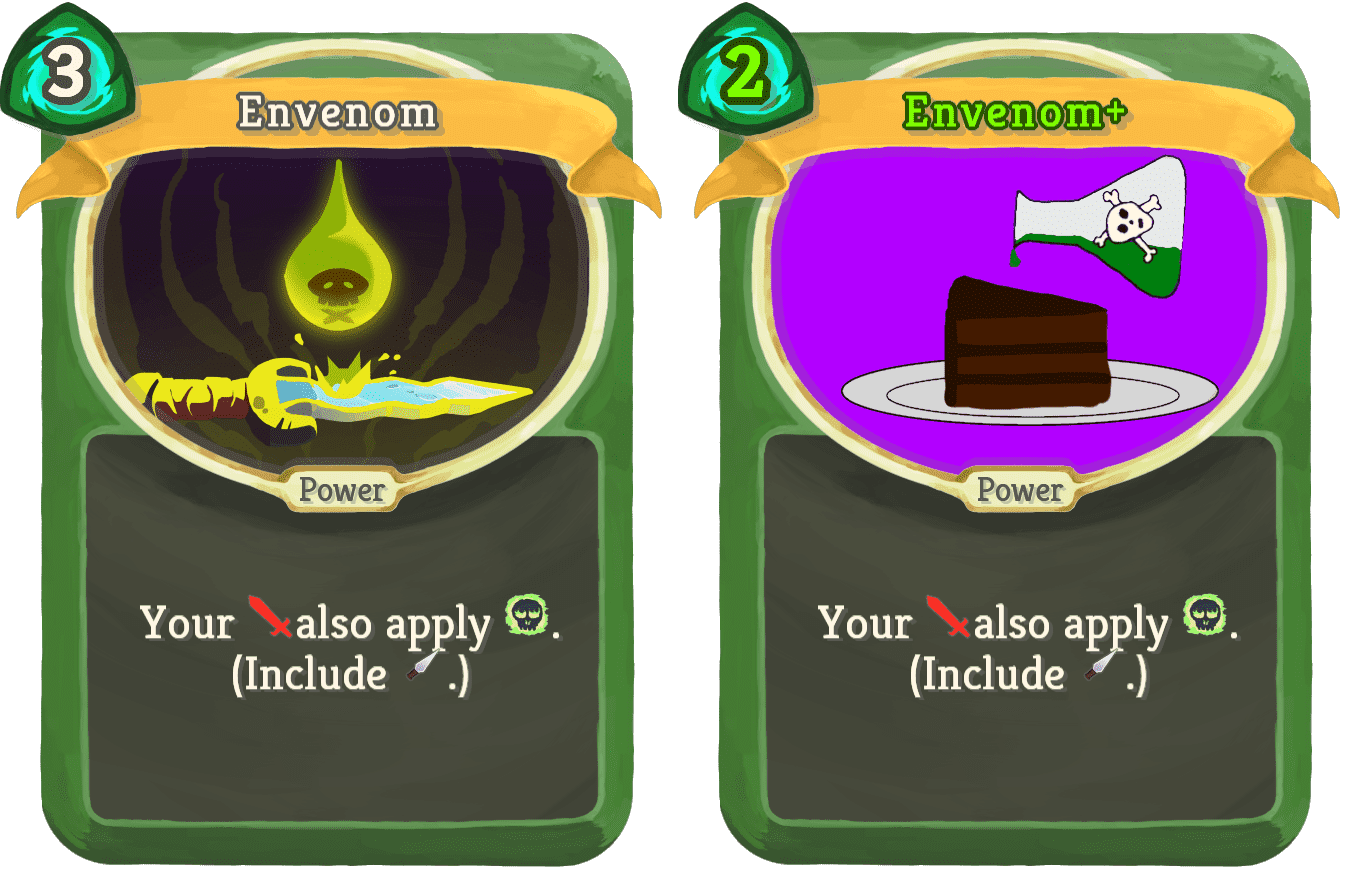 3
Envenom
Power
Your also apply .
(Include .)
2
Envenom+
Power
Your also apply .
(Include .)